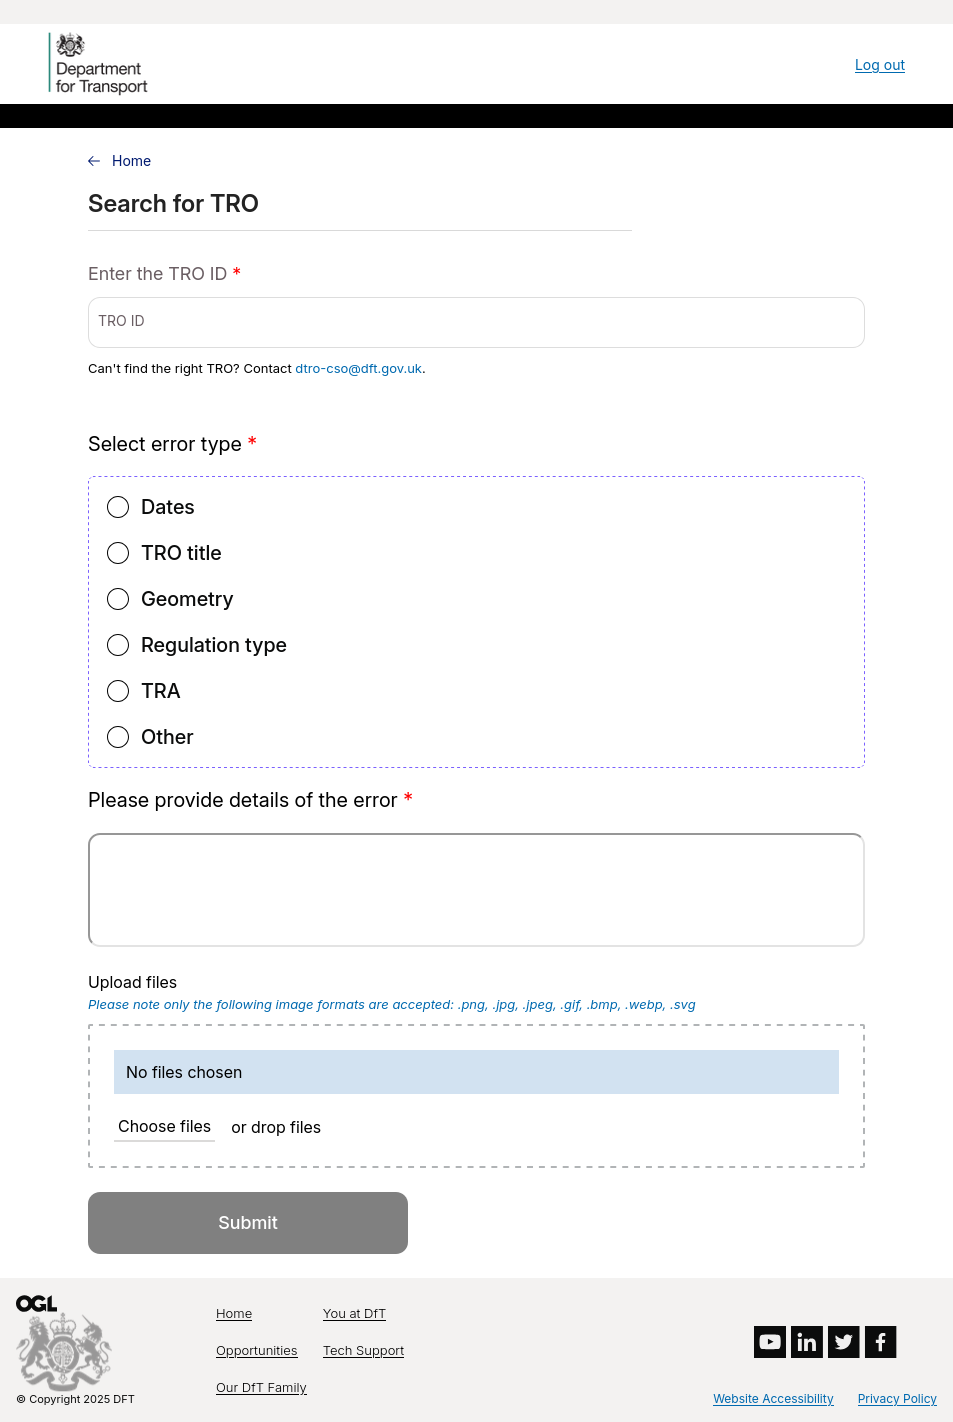 Department
for Transport
Log out
Home
Search for TRO
Enter the TRO ID *
TRO ID
Can't find the right TRO? Contact dtro-cso@dft.gov.uk.
Select error type *
Dates
TRO title
Geometry
Regulation type
TRA
Other
Please provide details of the error *
Upload files
Please note only the following image formats are accepted: .png, .jpg, .jpeg, .gif, .bmp, .webp, .svg
No files chosen
Choose files or drop files
Submit
OGL
© Copyright 2025 DFT
Home
You at DfT
Opportunities
Tech Support
Our DfT Family
Website Accessibility
Privacy Policy